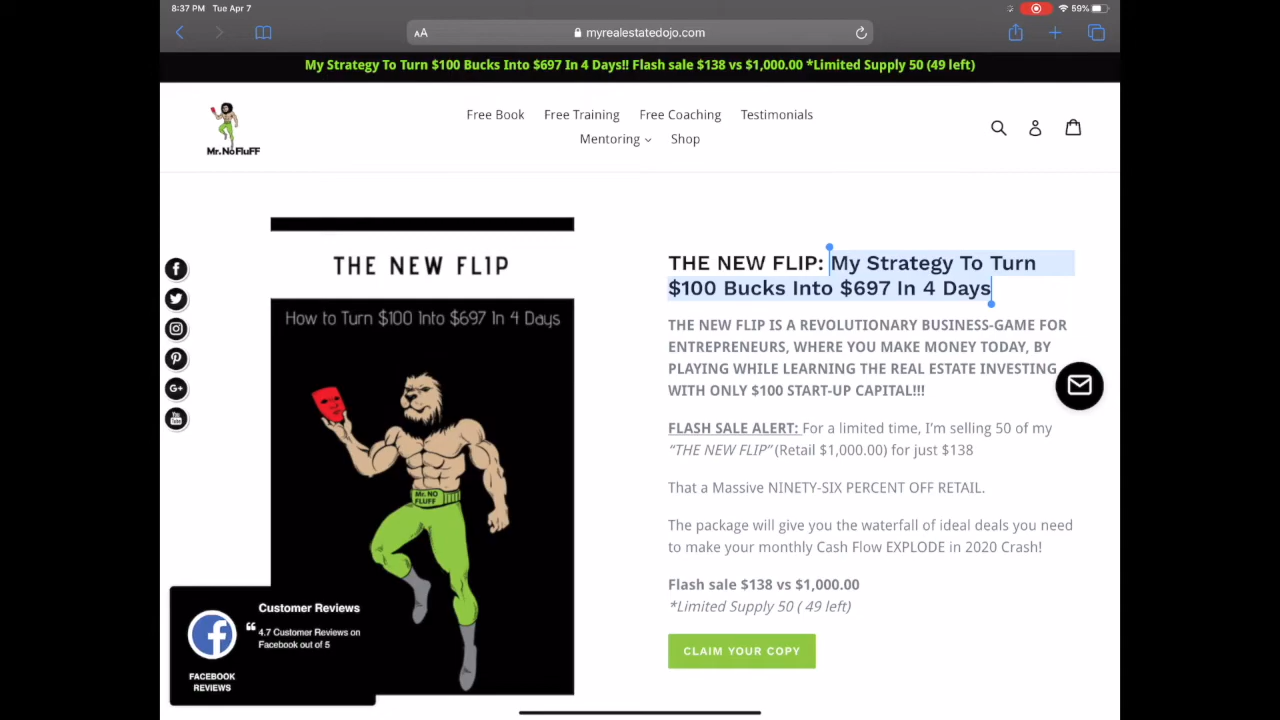 8:37 PM Tue Apr 7
59%
AA
myrealestatedojo.com
My Strategy To Turn $100 Bucks Into $697 In 4 Days!! Flash sale $138 vs $1,000.00 *Limited Supply 50 (49 left)
Mr. No FluFF
Free Book Free Training Free Coaching Testimonials
Mentoring Shop
THE NEW FLIP
How to Turn $100 Into $697 In 4 Days
Mr. NO
FLUFF
THE NEW FLIP: My Strategy To Turn
$100 Bucks Into $697 In 4 Days
THE NEW FLIP IS A REVOLUTIONARY BUSINESS-GAME FOR
ENTREPRENEURS, WHERE YOU MAKE MONEY TODAY, BY
PLAYING WHILE LEARNING THE REAL ESTATE INVESTING
WITH ONLY $100 START-UP CAPITAL!!!
FLASH SALE ALERT: For a limited time, I'm selling 50 of my
“THE NEW FLIP” (Retail $1,000.00) for just $138
That a Massive NINETY-SIX PERCENT OFF RETAIL.
The package will give you the waterfall of ideal deals you need
to make your monthly Cash Flow EXPLODE in 2020 Crash!
Flash sale $138 vs $1,000.00
*Limited Supply 50 ( 49 left)
CLAIM YOUR COPY
Customer Reviews
“ 4.7 Customer Reviews on
Facebook out of 5
FACEBOOK
REVIEWS